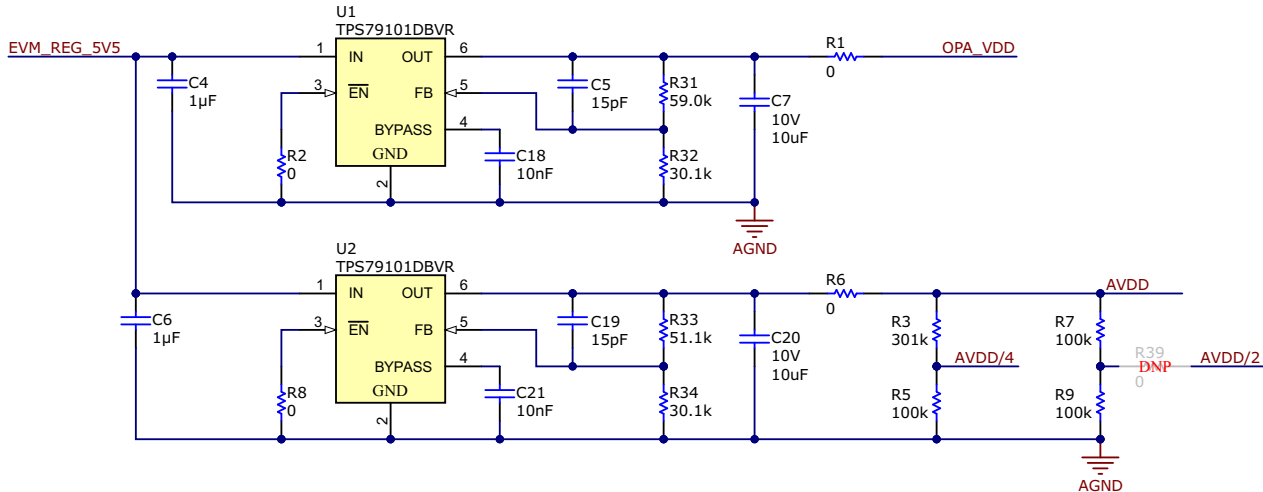 U1
TPS79101DBVR
EVM_REG_5V5
1
IN
OUT
6
R1
0
OPA_VDD
C4
1µF
3
EN
FB
5
C5
15pF
R31
59.0k
C7
10V
10uF
BYPASS
4
R2
0
GND
C18
10nF
R32
30.1k
2
AGND
U2
TPS79101DBVR
1
IN
OUT
6
R6
0
AVDD
C6
1µF
3
EN
FB
5
C19
15pF
R33
51.1k
C20
10V
10uF
R3
301k
R7
100k
BYPASS
4
AVDD/4
R39
DNP
0
AVDD/2
R8
0
GND
C21
10nF
R34
30.1k
R5
100k
R9
100k
2
AGND